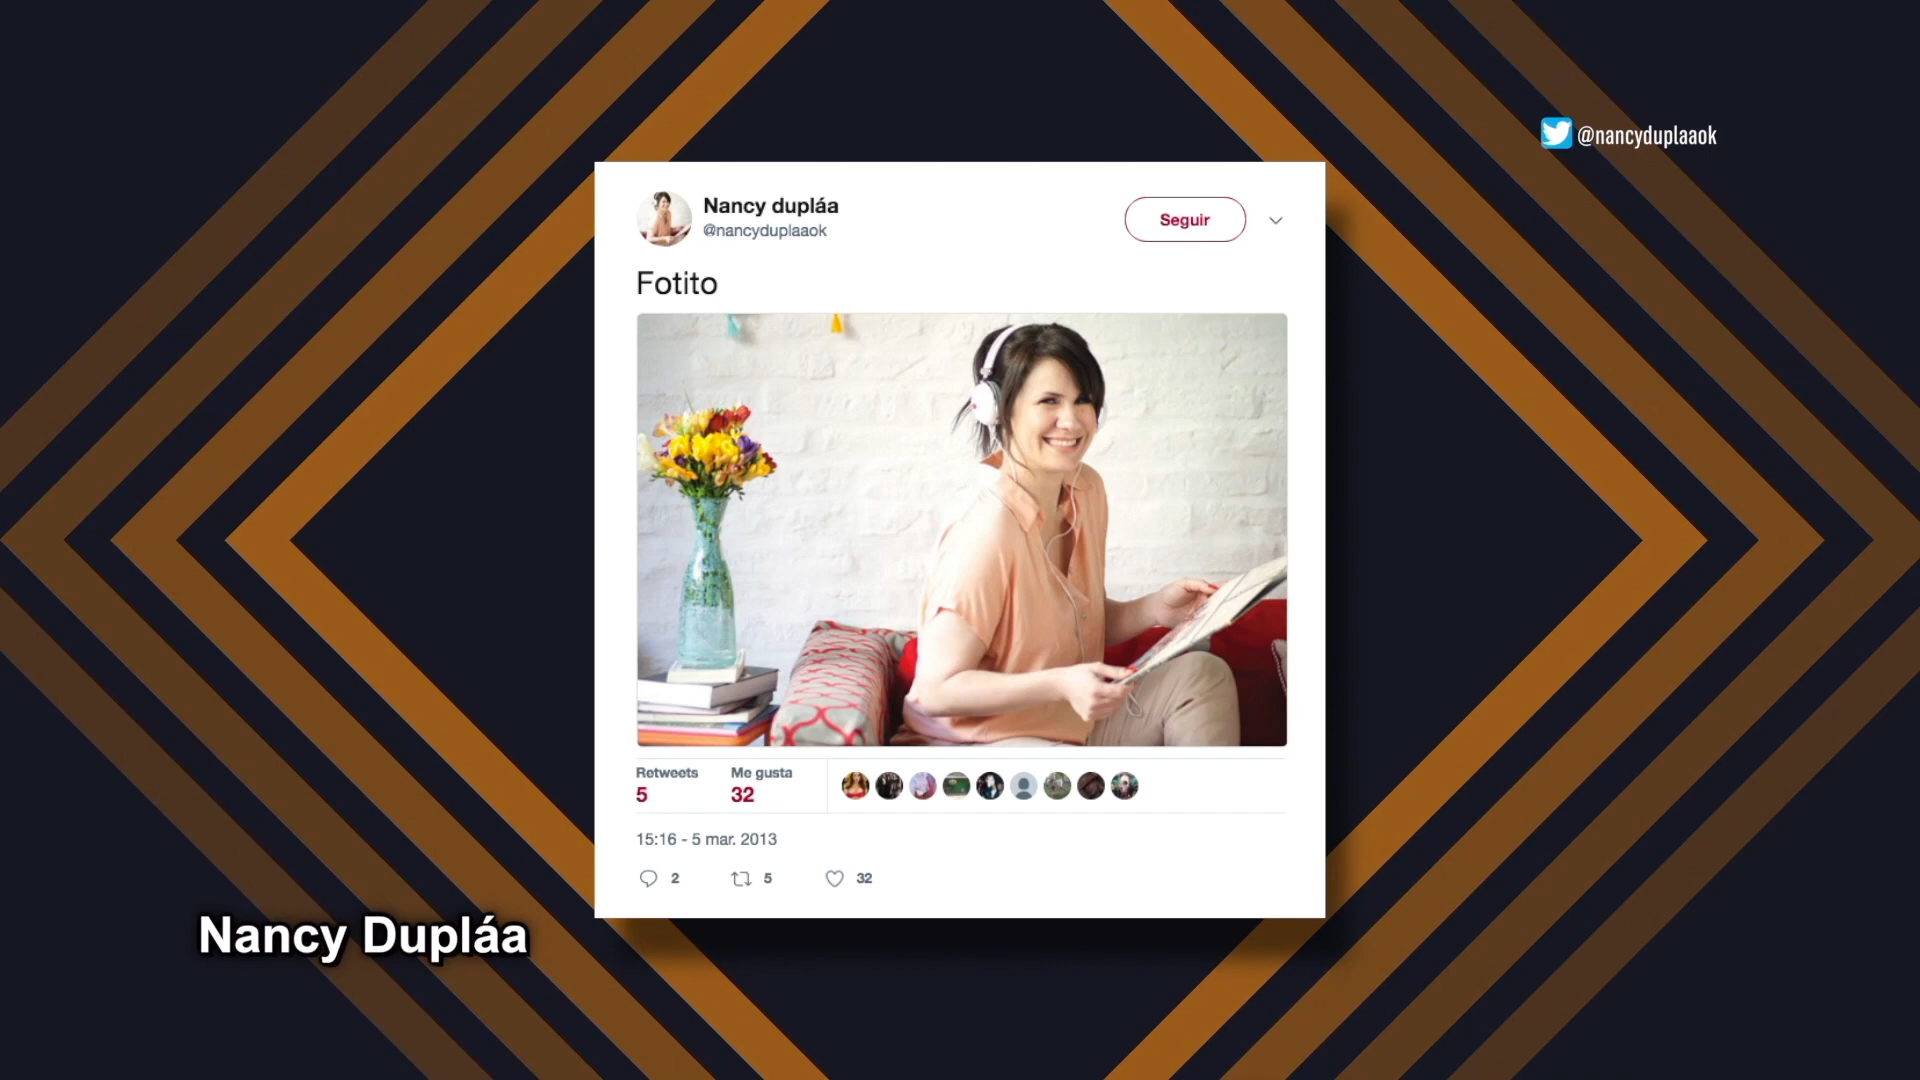 @nancyduplaaok
Nancy dupláa
@nancyduplaaok
Seguir
Fotito
Retweets
Me gusta
5
32
15:16 - 5 mar. 2013
2
5
32
Nancy Dupláa